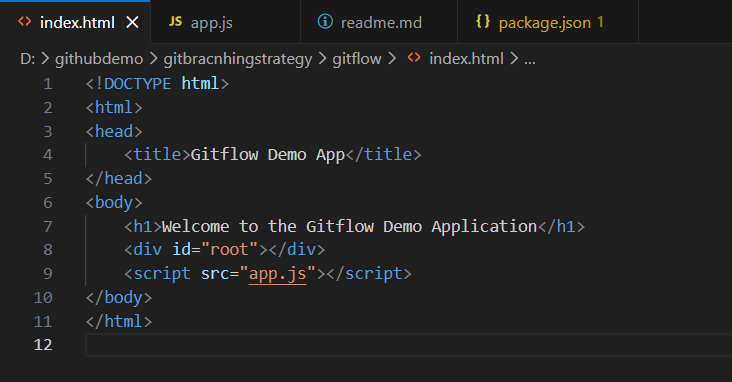 index.html
app.js
readme.md
package.json 1
D: > githubdemo > gitbracnhingstrategy > gitflow > index.html > ...
1 <!DOCTYPE html>
2 <html>
3 <head>
4     <title>Gitflow Demo App</title>
5 </head>
6 <body>
7     <h1>Welcome to the Gitflow Demo Application</h1>
8     <div id="root"></div>
9     <script src="app.js"></script>
10 </body>
11 </html>
12